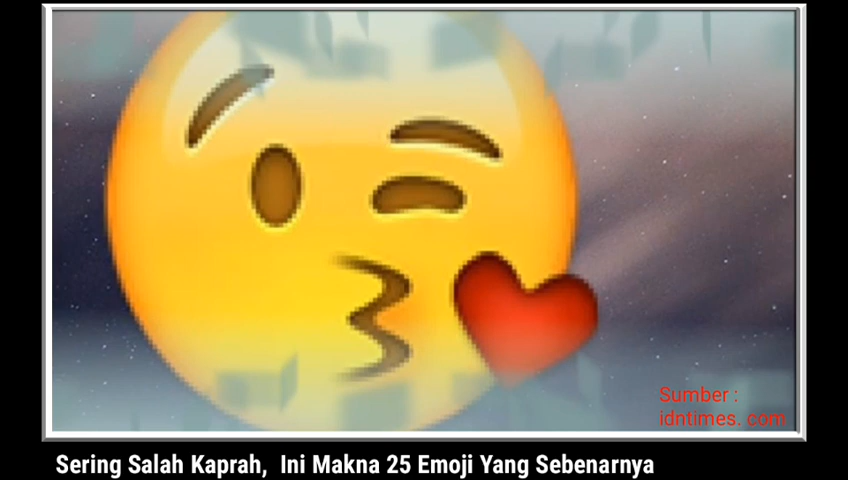 Sumber :
idntimes. com
Sering Salah Kaprah,  Ini Makna 25 Emoji Yang Sebenarnya